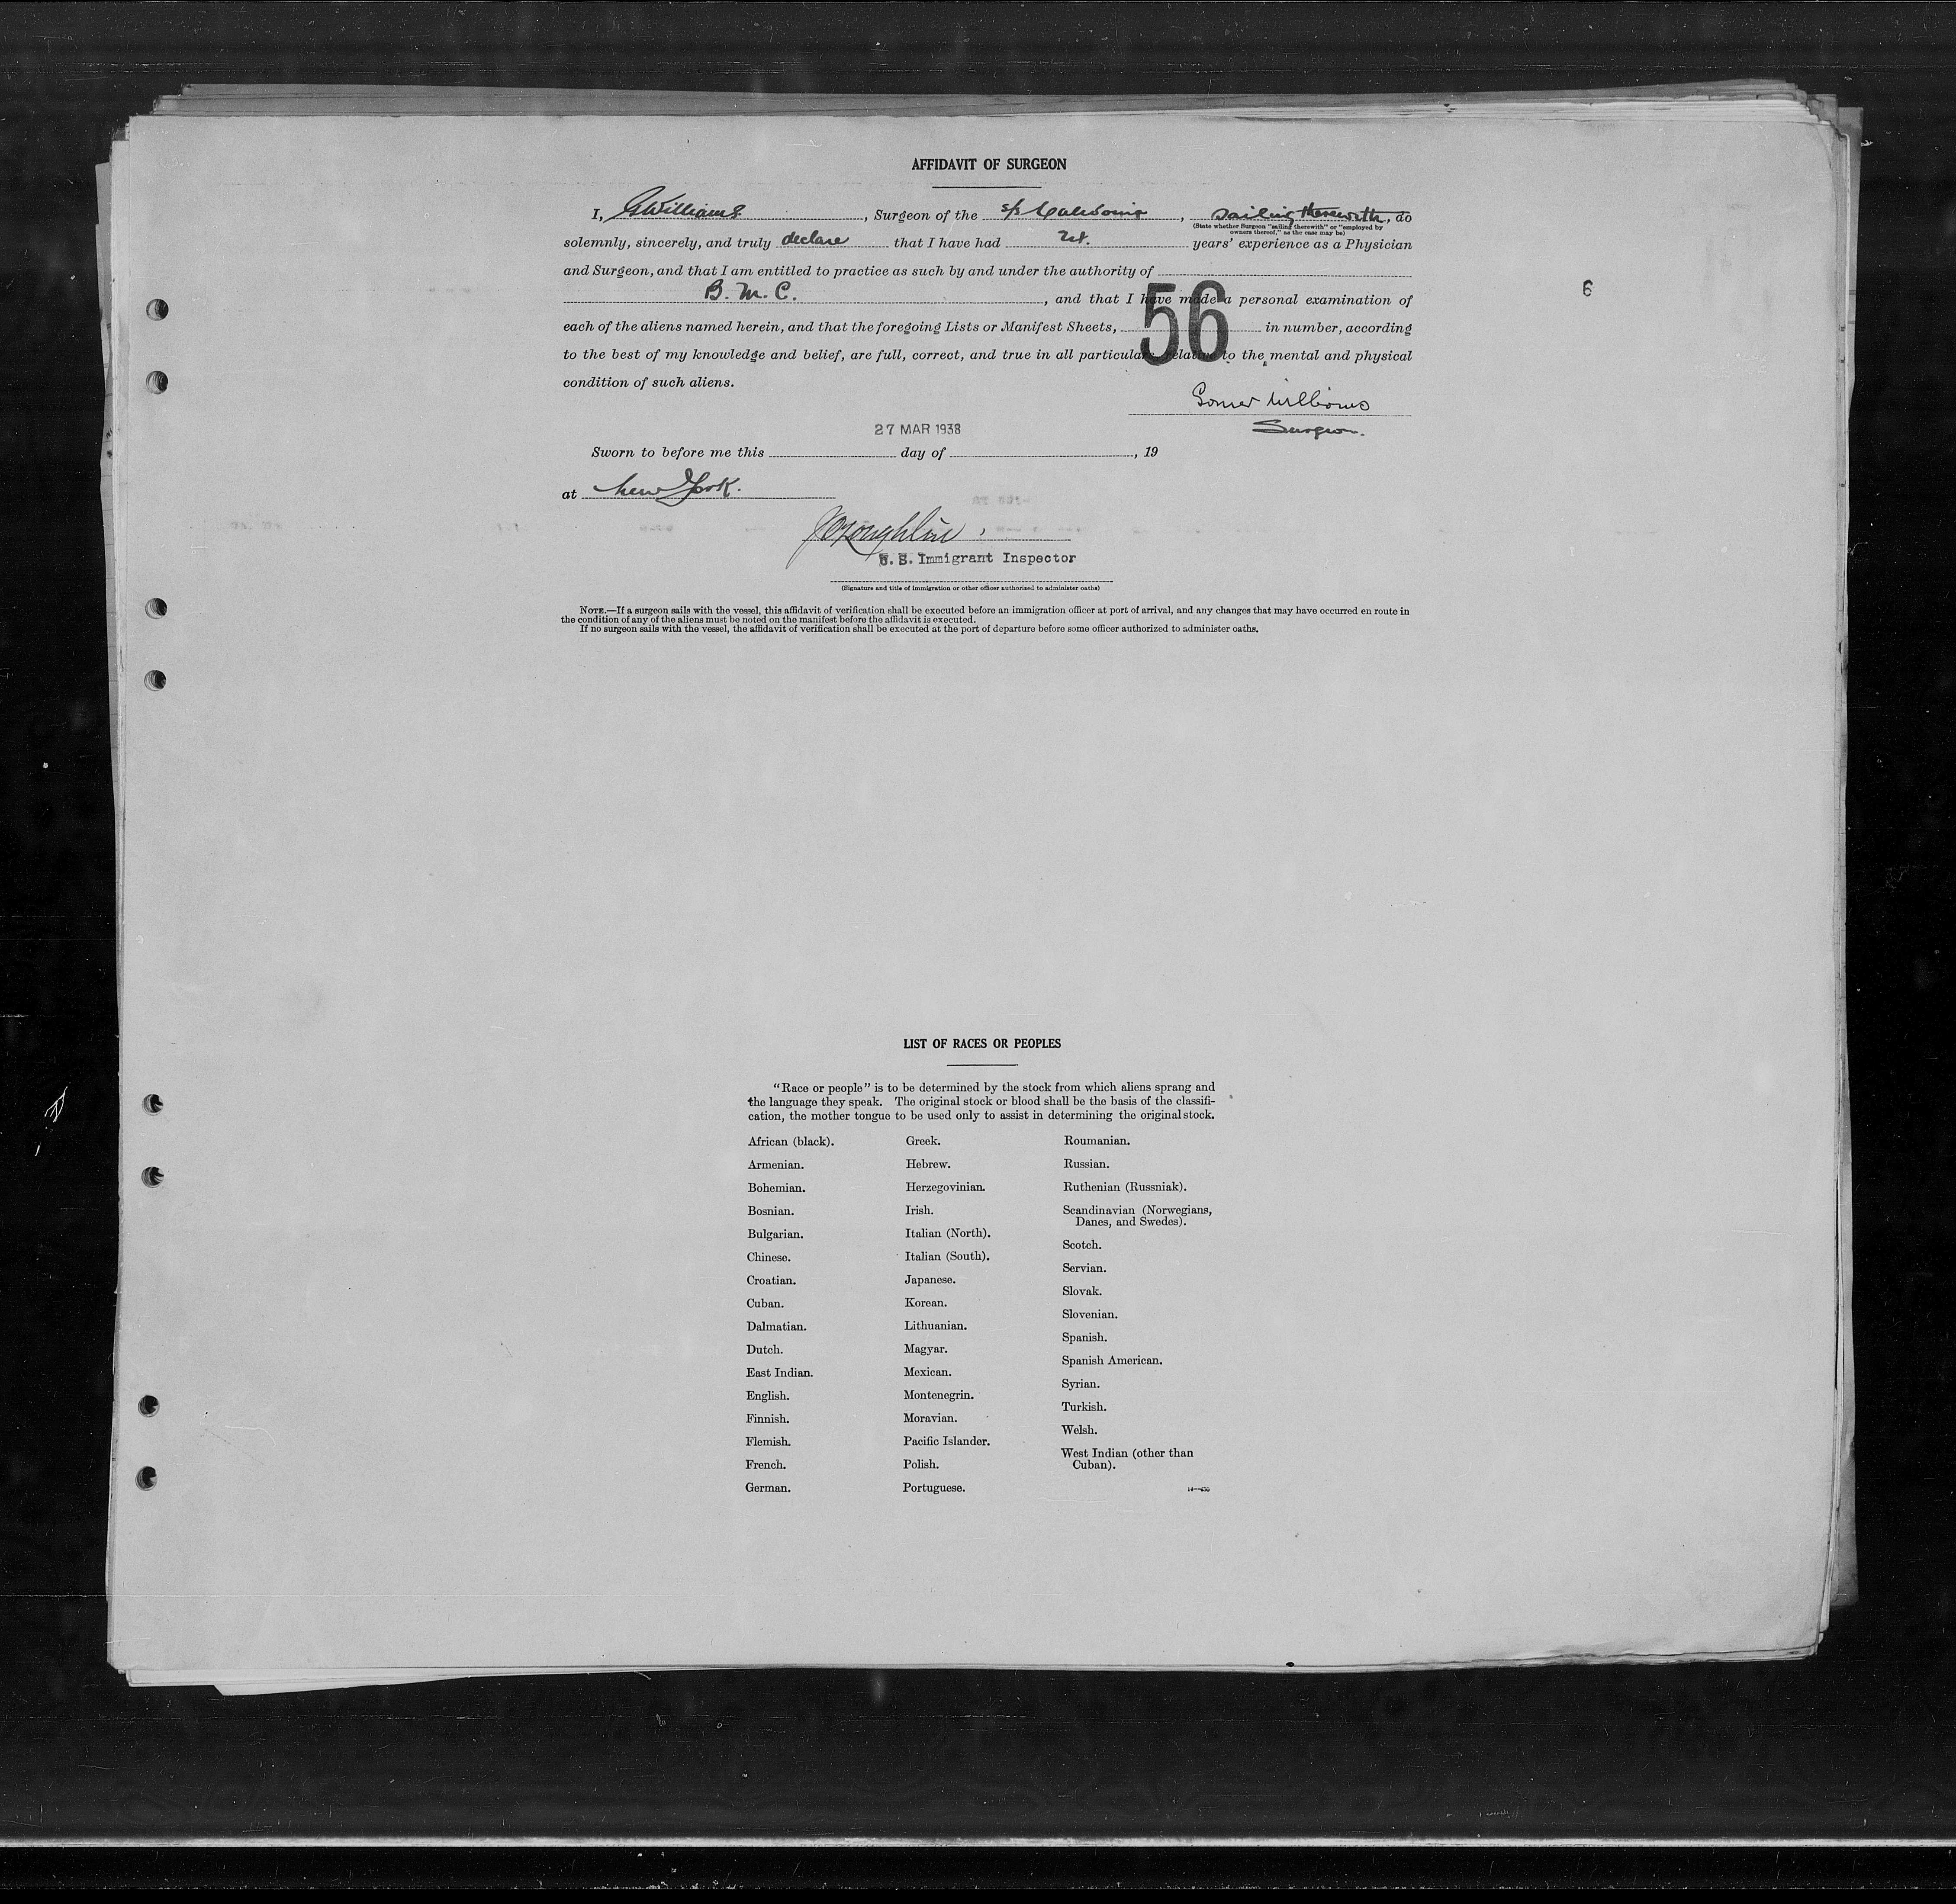 AFFIDAVIT OF SURGEON
I, GWilliams, Surgeon of the s/s Caledonia, sailing therewith, do
(State whether Surgeon "sailing therewith" or "employed by
owners thereof," as the case may be)
solemnly, sincerely, and truly declare that I have had years' experience as a Physician
and Surgeon, and that I am entitled to practice as such by and under the authority of
B. M. C., and that I have made a personal examination of
6
each of the aliens named herein, and that the foregoing Lists or Manifest Sheets, 56 in number, according
to the best of my knowledge and belief, are full, correct, and true in all particulars relative to the mental and physical
condition of such aliens.
Gomer Williams
Surgeon.
27 MAR 1938
Sworn to before me this day of , 19
at New York.
U. S. Immigrant Inspector
(Signature and title of immigration or other officer authorized to administer oaths)
NOTE.—If a surgeon sails with the vessel, this affidavit of verification shall be executed before an immigration officer at port of arrival, and any changes that may have occurred en route in
the condition of any of the aliens must be noted on the manifest before the affidavit is executed.
If no surgeon sails with the vessel, the affidavit of verification shall be executed at the port of departure before some officer authorized to administer oaths.
LIST OF RACES OR PEOPLES
"Race or people" is to be determined by the stock from which aliens sprang and
the language they speak. The original stock or blood shall be the basis of the classifi-
cation, the mother tongue to be used only to assist in determining the original stock.
African (black).
Armenian.
Bohemian.
Bosnian.
Bulgarian.
Chinese.
Croatian.
Cuban.
Dalmatian.
Dutch.
East Indian.
English.
Finnish.
Flemish.
French.
German.
Greek.
Hebrew.
Herzegovinian.
Irish.
Italian (North).
Italian (South).
Japanese.
Korean.
Lithuanian.
Magyar.
Mexican.
Montenegrin.
Moravian.
Pacific Islander.
Polish.
Portuguese.
Roumanian.
Russian.
Ruthenian (Russniak).
Scandinavian (Norwegians,
Danes, and Swedes).
Scotch.
Servian.
Slovak.
Slovenian.
Spanish.
Spanish American.
Syrian.
Turkish.
Welsh.
West Indian (other than
Cuban).